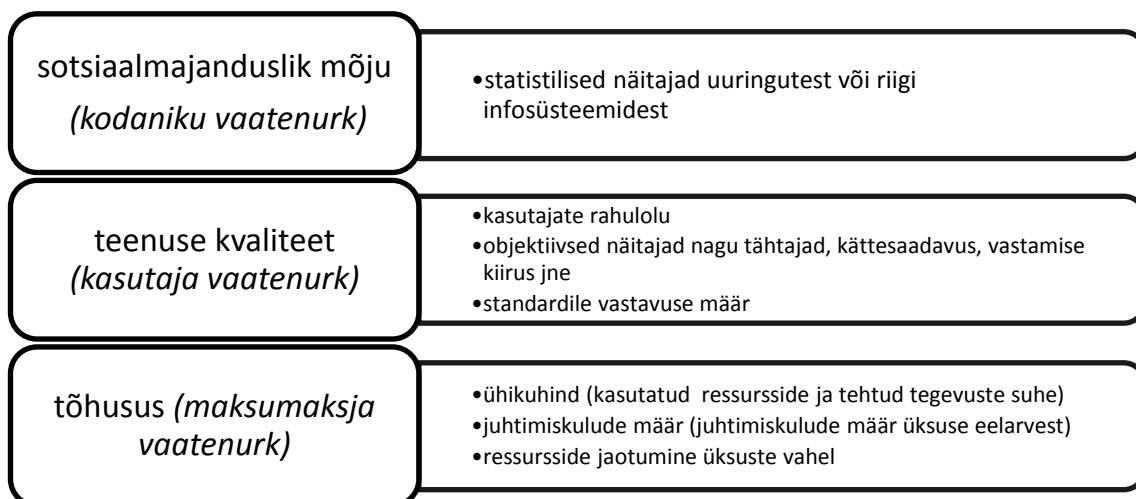 sotsiaalmajanduslik mõju
(kodaniku vaatenurk)
•statistilised näitajad uuringutest või riigi
infosüsteemidest
teenuse kvaliteet
(kasutaja vaatenurk)
•kasutajate rahulolu
•objektiivsed näitajad nagu tähtajad, kättesaadavus, vastamise
kiirus jne
•standardile vastavuse määr
tõhusus (maksumaksja
vaatenurk)
•ühikuhind (kasutatud ressursside ja tehtud tegevuste suhe)
•juhtimiskulude määr (juhtimiskulude määr üksuse eelarvest)
•ressursside jaotumine üksuste vahel